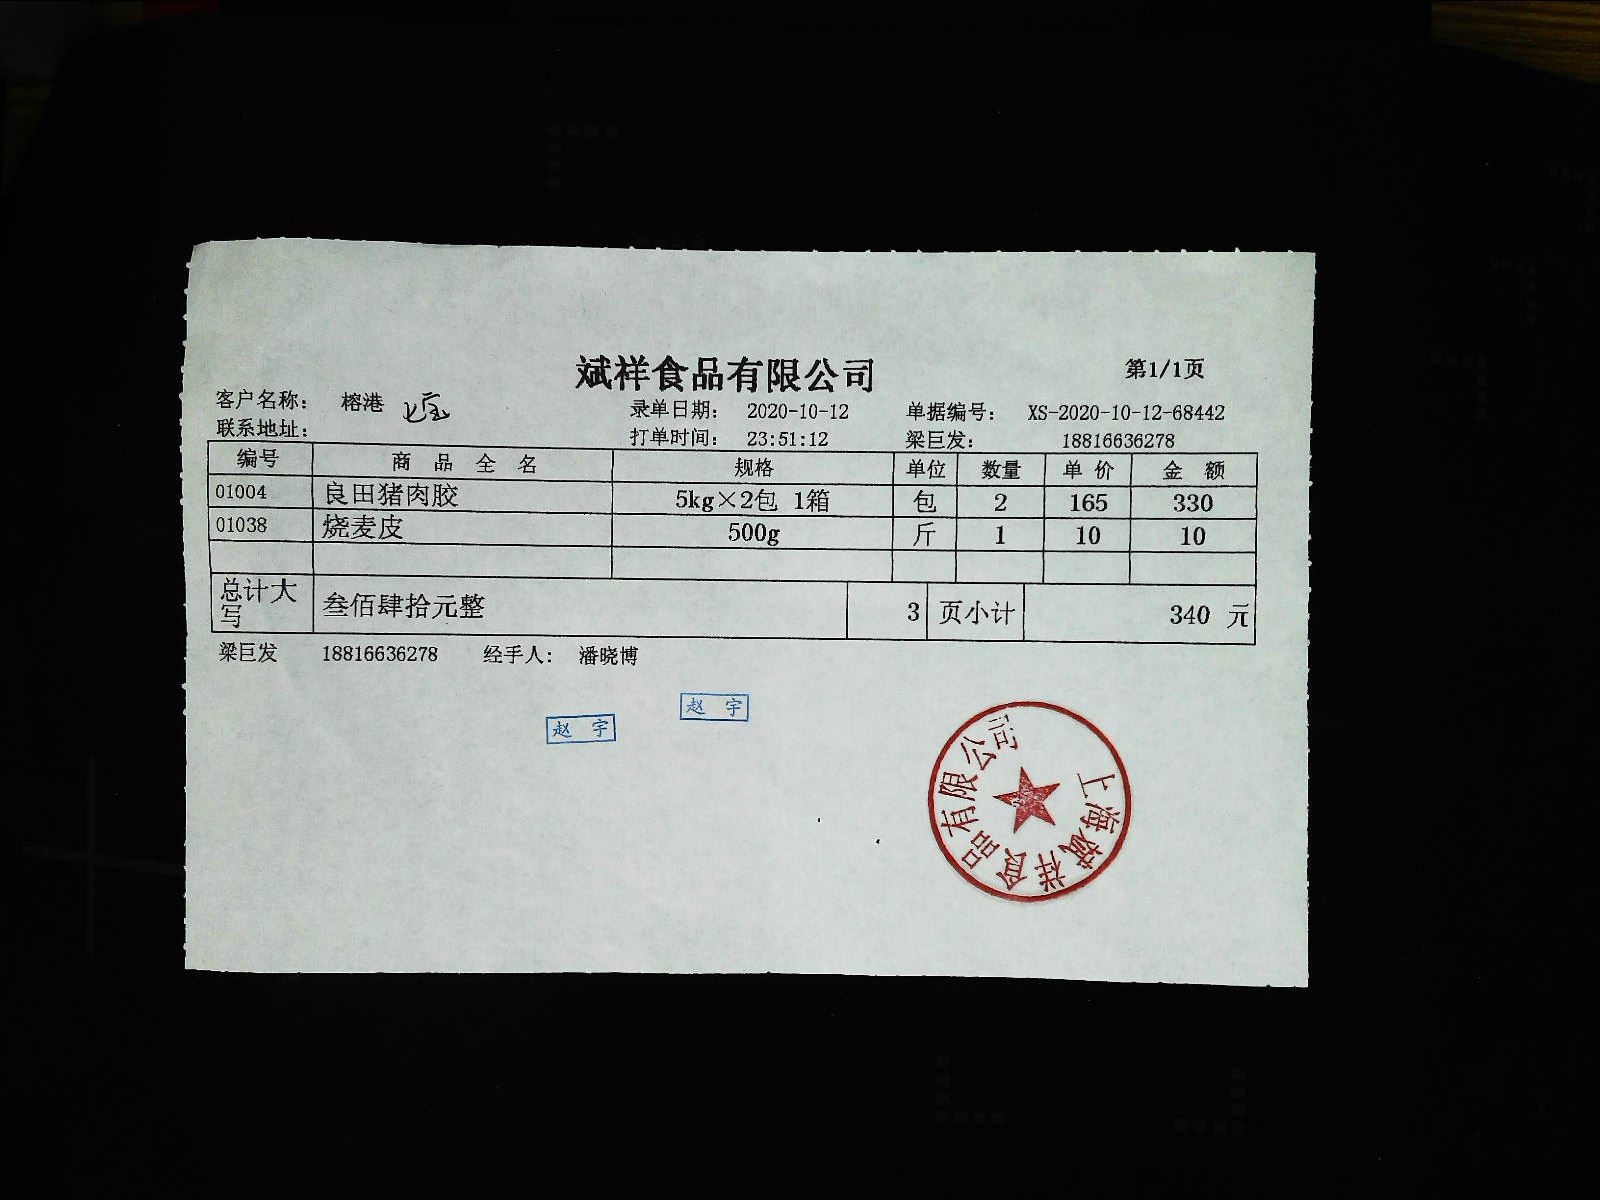 斌祥食品有限公司 第1/1页
客户名称： 榕港 七宝 录单日期： 2020-10-12 单据编号： XS-2020-10-12-68442
联系地址： 打单时间： 23:51:12 梁巨发： 18816636278
编号 商 品 全 名 规格 单位 数量 单 价 金 额
01004 良田猪肉胶 5kg×2包 1箱 包 2 165 330
01038 烧麦皮 500g 斤 1 10 10
总计大写 叁佰肆拾元整 3 页小计 340 元
梁巨发 18816636278 经手人： 潘晓博
赵 宇
赵 宇
上海斌祥食品有限公司